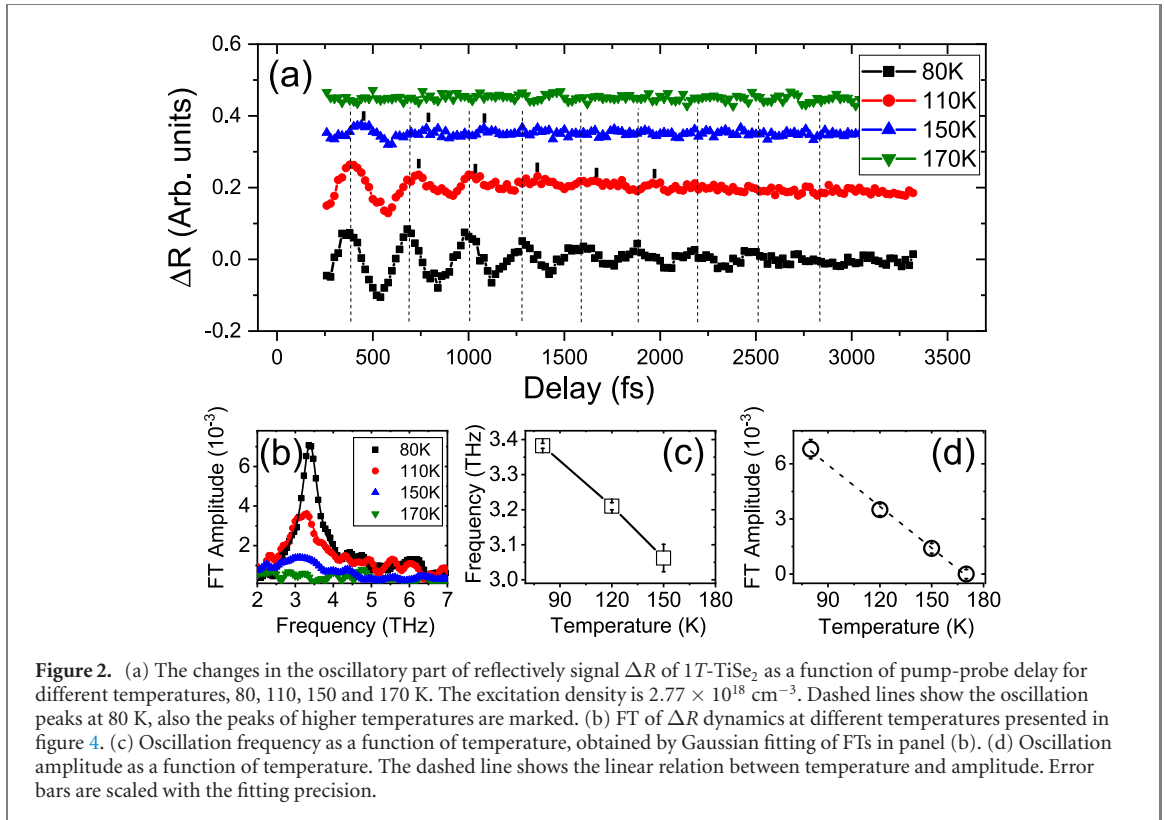 (a)
80K
110K
150K
170K
0.6
0.4
0.2
0.0
-0.2
ΔR (Arb. units)
0 500 1000 1500 2000 2500 3000 3500
Delay (fs)
(b)
80K
110K
150K
170K
FT Amplitude (10⁻³)
6
4
2
2 3 4 5 6 7
Frequency (THz)
(c)
Frequency (THz)
3.4
3.3
3.2
3.1
3.0
90 120 150
Temperature (K)
(d)
FT Amplitude (10⁻³)
6
3
0
90 120 150 180
Temperature (K)
Figure 2. (a) The changes in the oscillatory part of reflectively signal ΔR of 1T-TiSe₂ as a function of pump-probe delay for
different temperatures, 80, 110, 150 and 170 K. The excitation density is 2.77 × 10¹⁸ cm⁻³. Dashed lines show the oscillation
peaks at 80 K, also the peaks of higher temperatures are marked. (b) FT of ΔR dynamics at different temperatures presented in
figure 4. (c) Oscillation frequency as a function of temperature, obtained by Gaussian fitting of FTs in panel (b). (d) Oscillation
amplitude as a function of temperature. The dashed line shows the linear relation between temperature and amplitude. Error
bars are scaled with the fitting precision.